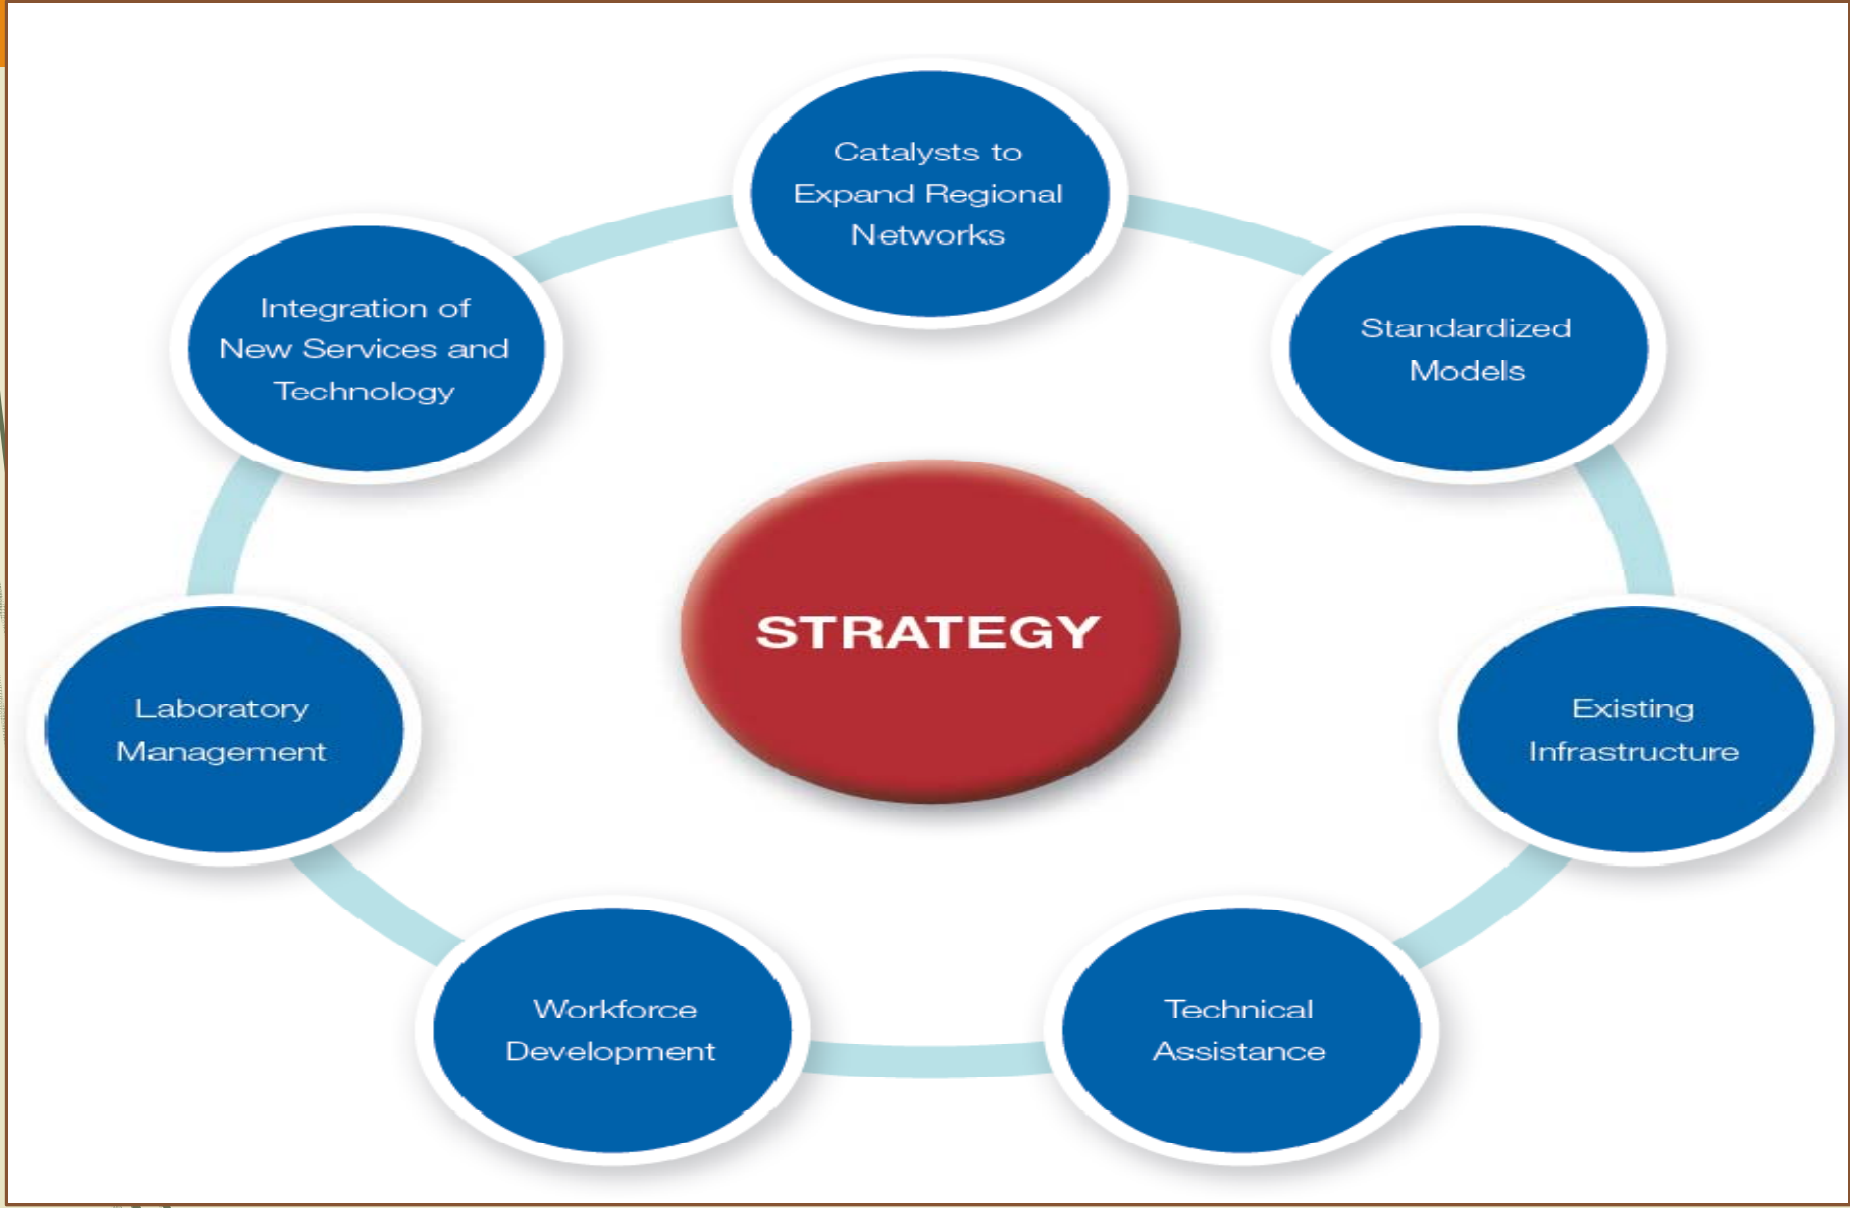 Catalysts to
Expand Regional
Networks
Integration of
New Services and
Technology
Standardized
Models
STRATEGY
Laboratory
Management
Existing
Infrastructure
Workforce
Development
Technical
Assistance